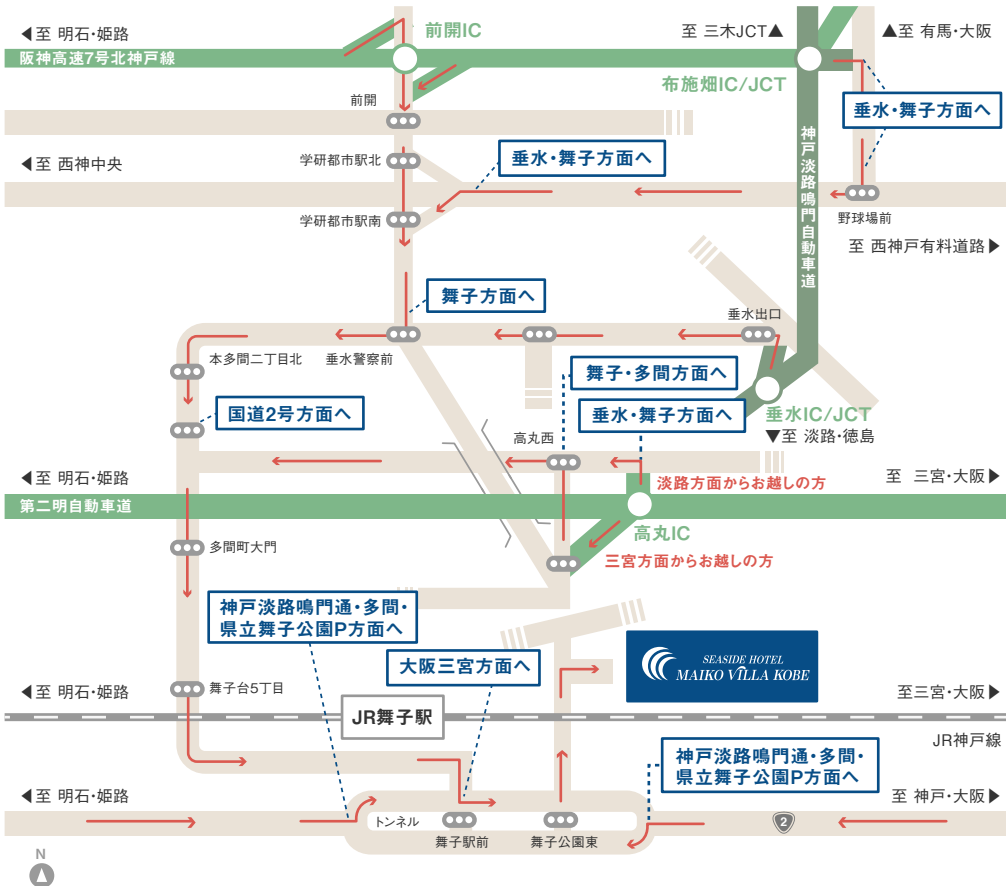 ◀至 明石・姫路
前開IC
至 三木JCT▲
▲至 有馬・大阪
阪神高速7号北神戸線
布施畑IC/JCT
前開
垂水・舞子方面へ
神戸淡路鳴門自動車道
学研都市駅北
垂水・舞子方面へ
◀至 西神中央
学研都市駅南
野球場前
至 西神戸有料道路▶
舞子方面へ
垂水出口
本多間二丁目北
垂水警察前
舞子・多間方面へ
国道2号方面へ
垂水・舞子方面へ
垂水IC/JCT
▼至 淡路・徳島
高丸西
◀至 明石・姫路
至 三宮・大阪▶
淡路方面からお越しの方
第二明自動車道
高丸IC
多間町大門
三宮方面からお越しの方
神戸淡路鳴門通・多間・
県立舞子公園P方面へ
大阪三宮方面へ
SEASIDE HOTEL
MAIKO VILLA KOBE
舞子台5丁目
◀至 明石・姫路
至三宮・大阪▶
JR舞子駅
JR神戸線
神戸淡路鳴門通・多間・
県立舞子公園P方面へ
◀至 明石・姫路
至 神戸・大阪▶
トンネル
2
舞子駅前
舞子公園東
N